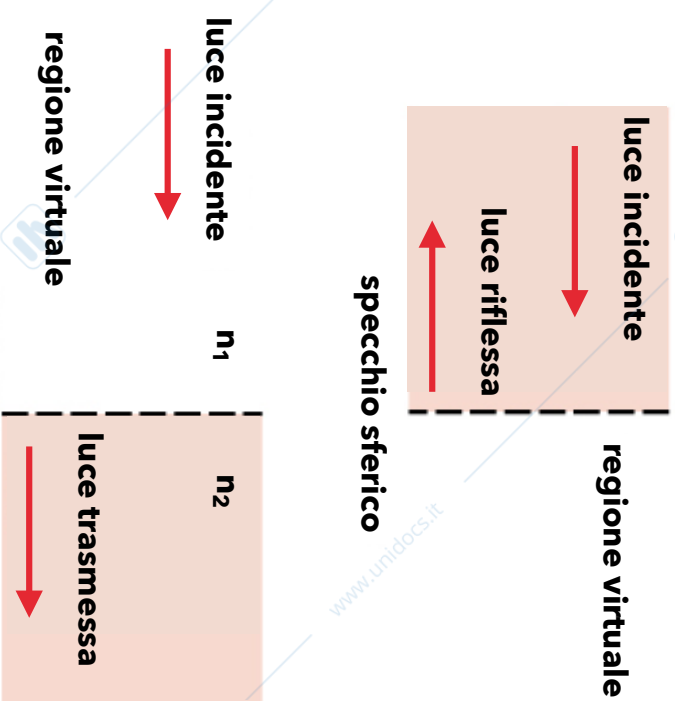 luce incidente
luce riflessa
regione virtuale
specchio sferico
luce incidente
n₁
n₂
regione virtuale
luce trasmessa
www.unidocs.it